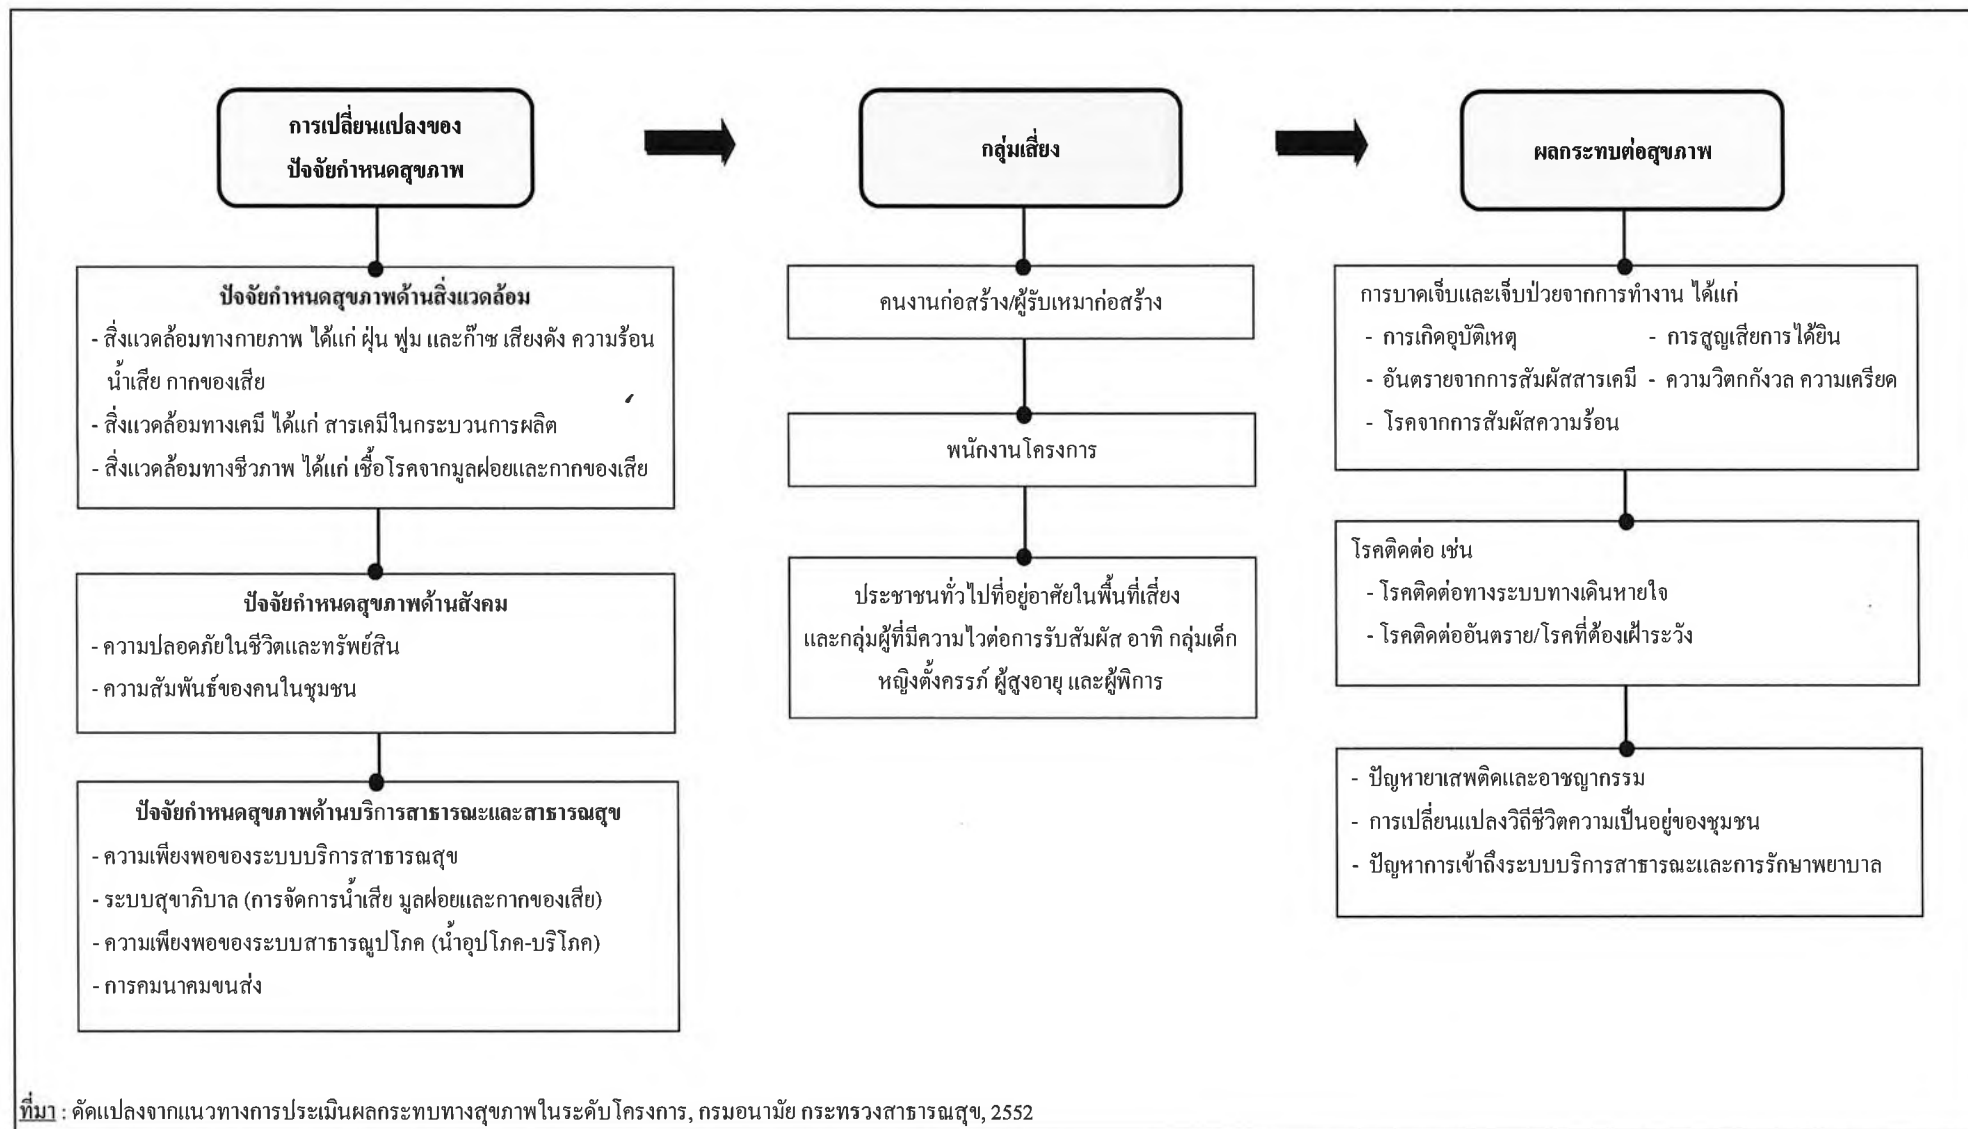 การเปลี่ยนแปลงของ
ปัจจัยกำหนดสุขภาพ
กลุ่มเสี่ยง
ผลกระทบต่อสุขภาพ
ปัจจัยกำหนดสุขภาพด้านสิ่งแวดล้อม
- สิ่งแวดล้อมทางกายภาพ ได้แก่ ฝุ่น ฟูม และก๊าซ เสียงดัง ความร้อน
น้ำเสีย กากของเสีย
- สิ่งแวดล้อมทางเคมี ได้แก่ สารเคมีในกระบวนการผลิต
- สิ่งแวดล้อมทางชีวภาพ ได้แก่ เชื้อโรคจากมูลฝอยและกากของเสีย
ปัจจัยกำหนดสุขภาพด้านสังคม
- ความปลอดภัยในชีวิตและทรัพย์สิน
- ความสัมพันธ์ของคนในชุมชน
ปัจจัยกำหนดสุขภาพด้านบริการสาธารณะและสาธารณสุข
- ความเพียงพอของระบบบริการสาธารณสุข
- ระบบสุขาภิบาล (การจัดการน้ำเสีย มูลฝอยและกากของเสีย)
- ความเพียงพอของระบบสาธารณูปโภค (น้ำอุปโภค-บริโภค)
- การคมนาคมขนส่ง
คนงานก่อสร้าง/ผู้รับเหมาก่อสร้าง
พนักงานโครงการ
ประชาชนทั่วไปที่อยู่อาศัยในพื้นที่เสี่ยง
และกลุ่มผู้ที่มีความไวต่อการรับสัมผัส อาทิ กลุ่มเด็ก
หญิงตั้งครรภ์ ผู้สูงอายุ และผู้พิการ
การบาดเจ็บและเจ็บป่วยจากการทำงาน ได้แก่
- การเกิดอุบัติเหตุ - การสูญเสียการได้ยิน
- อันตรายจากการสัมผัสสารเคมี - ความวิตกกังวล ความเครียด
- โรคจากการสัมผัสความร้อน
โรคติดต่อ เช่น
- โรคติดต่อทางระบบทางเดินหายใจ
- โรคติดต่ออันตราย/โรคที่ต้องเฝ้าระวัง
- ปัญหายาเสพติดและอาชญากรรม
- การเปลี่ยนแปลงวิถีชีวิตความเป็นอยู่ของชุมชน
- ปัญหาการเข้าถึงระบบบริการสาธารณะและการรักษาพยาบาล
ที่มา : ดัดแปลงจากแนวทางการประเมินผลกระทบทางสุขภาพในระดับโครงการ, กรมอนามัย กระทรวงสาธารณสุข, 2552